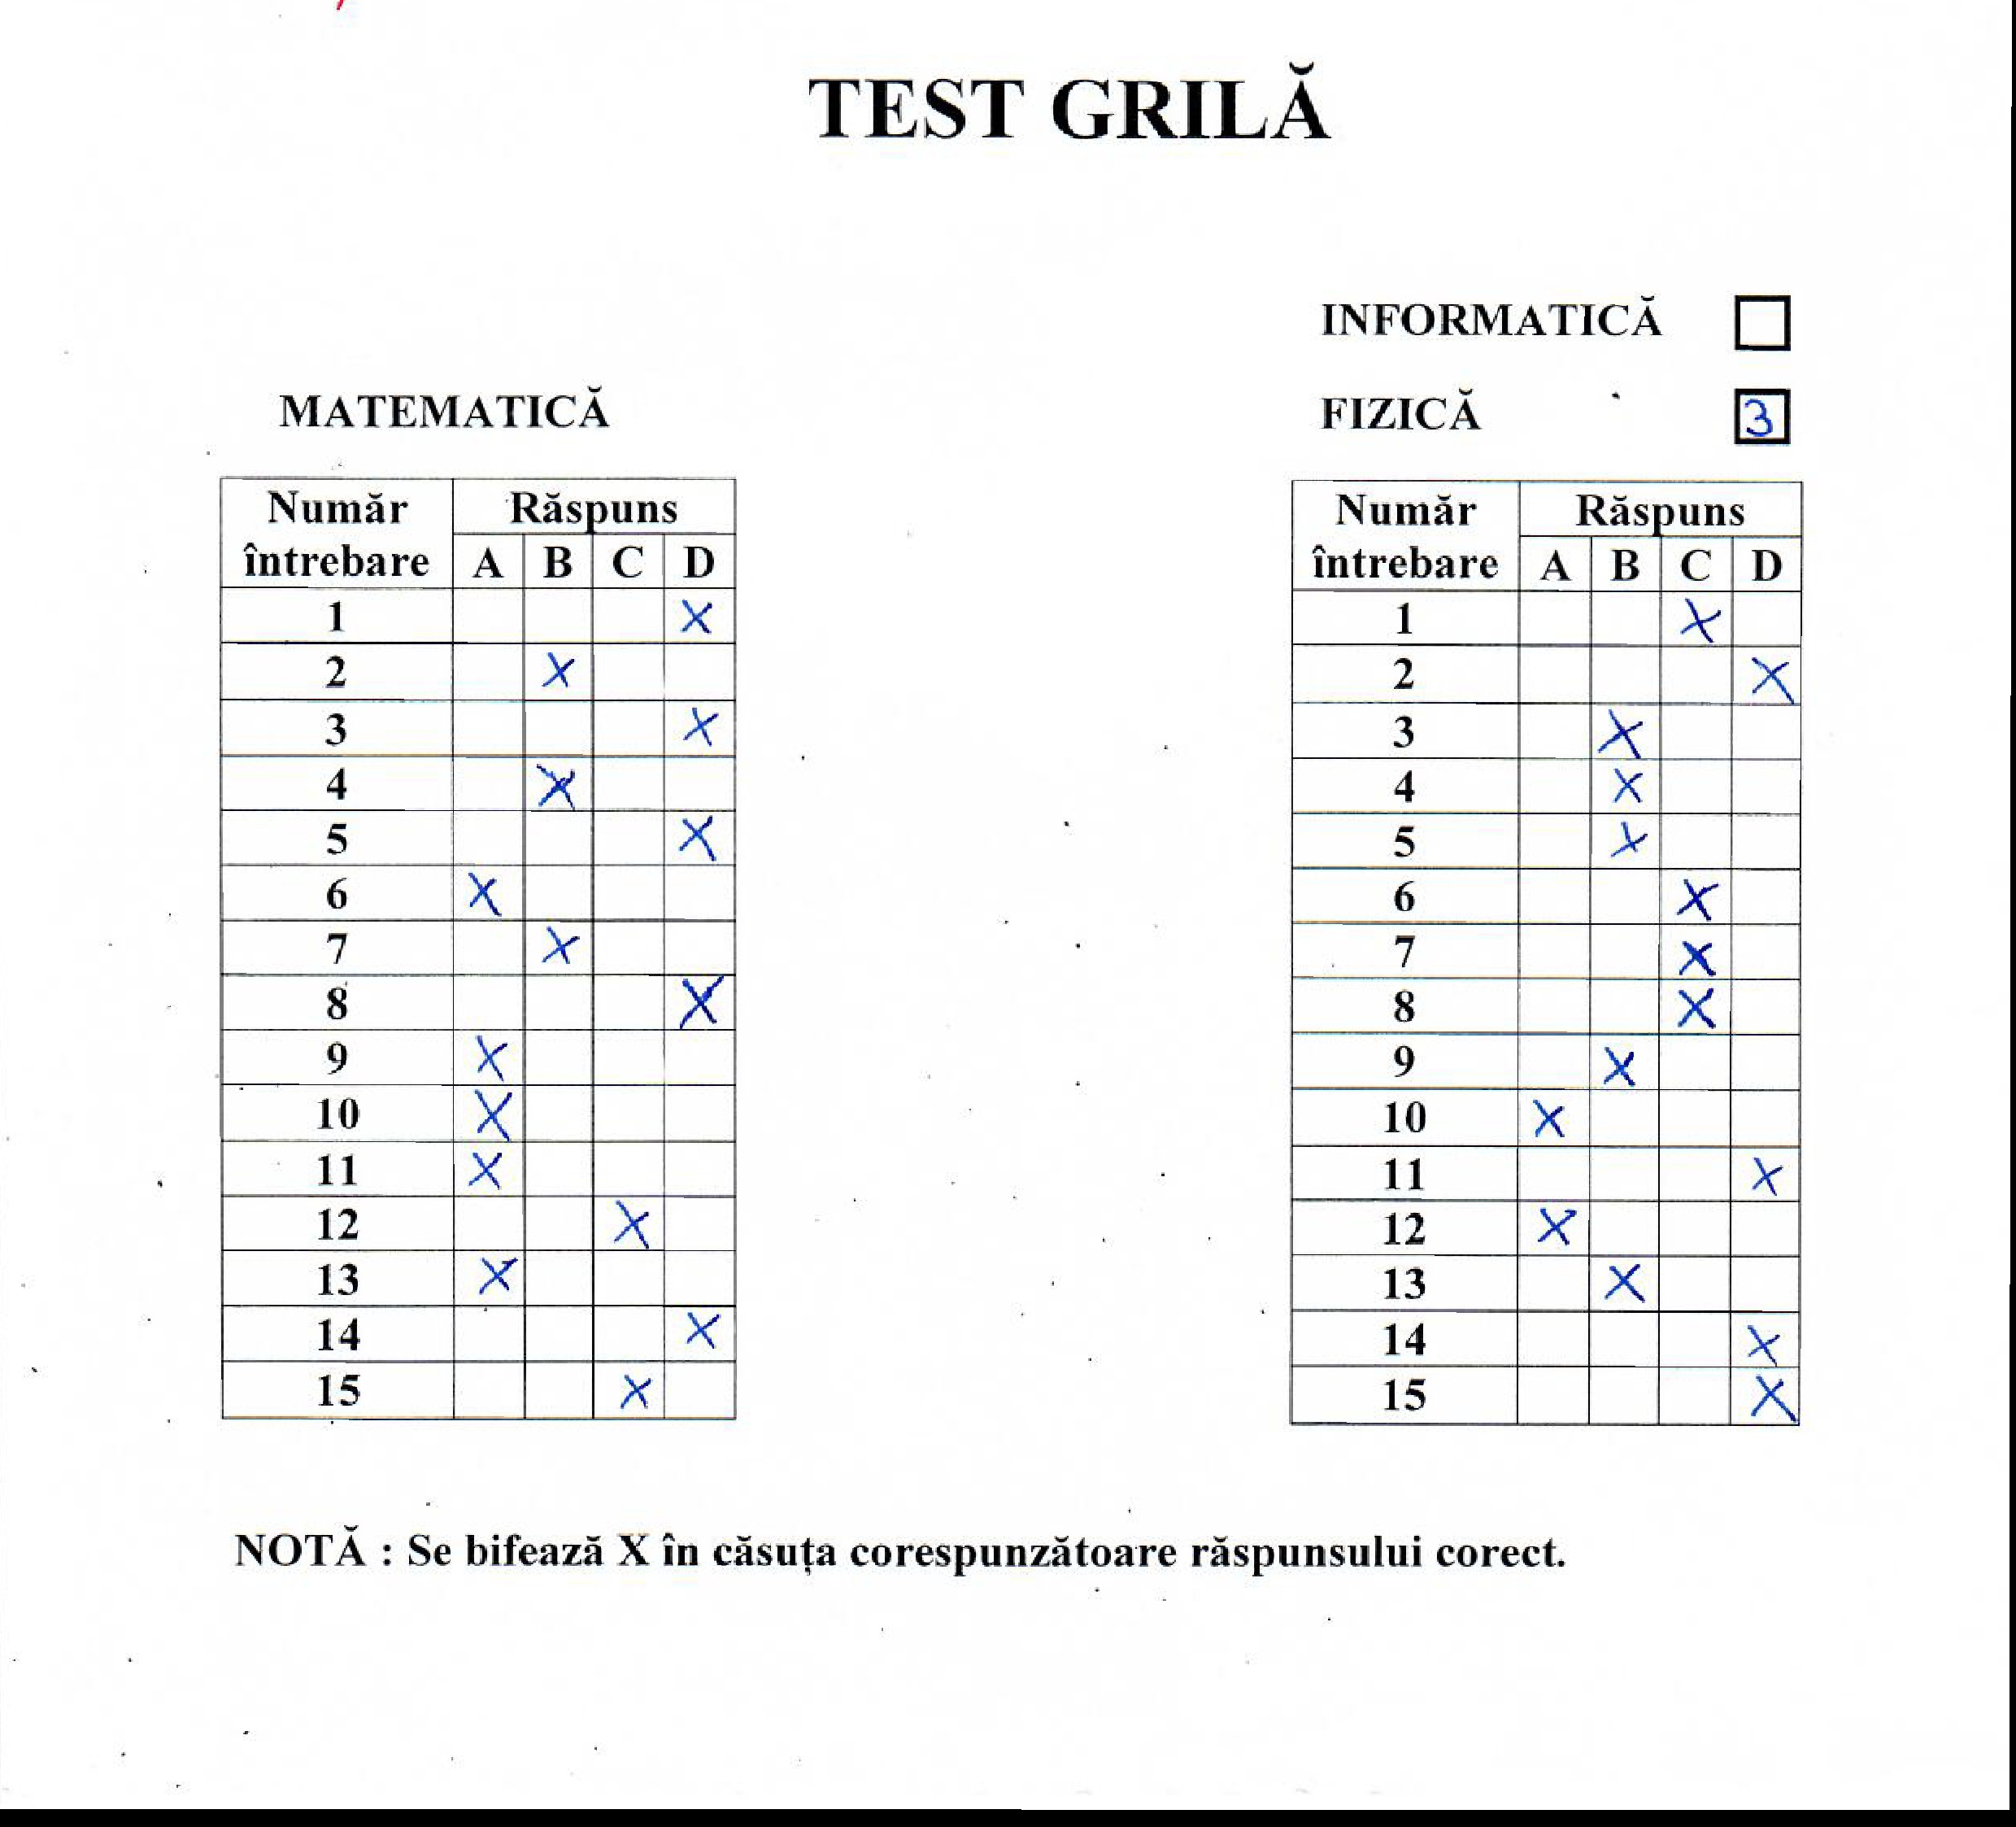 TEST GRILĂ
INFORMATICĂ
MATEMATICĂ
FIZICĂ 3
Număr întrebare Răspuns
A B C D
1 X
2 X
3 X
4 X
5 X
6 X
7 X
8 X
9 X
10 X
11 X
12 X
13 X
14 X
15 X
Număr întrebare Răspuns
A B C D
1 X
2 X
3 X
4 X
5 X
6 X
7 X
8 X
9 X
10 X
11 X
12 X
13 X
14 X
15 X
NOTĂ : Se bifează X în căsuța corespunzătoare răspunsului corect.